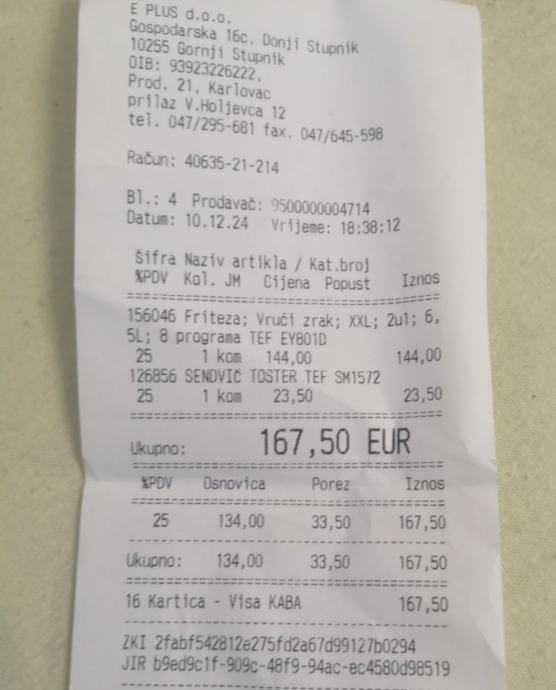 E PLUS d.o.o.
Gospodarska 16c, Donji Stupnik
10255 Gornji Stupnik
OIB: 93923226222,
Prod. 21, Karlovac
prilaz V.Holjevca 12
tel. 047/295-681 fax. 047/645-598
Račun: 40635-21-214
Bl.: 4 Prodavač: 9500000004714
Datum: 10.12.24 Vrijeme: 18:38:12
Šifra Naziv artikla / Kat.broj
%PDV Kol. JM Cijena Popust Iznos
156046 Friteza; Vrući zrak; XXL; 2u1; 6,
5L; 8 programa TEF EY801D
25 1 kom 144,00 144,00
126856 SENDVIČ TOSTER TEF SM1572
25 1 kom 23,50 23,50
Ukupno: 167,50 EUR
%PDV Osnovica Porez Iznos
25 134,00 33,50 167,50
Ukupno: 134,00 33,50 167,50
16 Kartica - Visa KABA 167,50
ZKI 2fabf542812e275fd2a67d99127b0294
JIR b9ed9c1f-909c-48f9-94ac-ec4580d98519